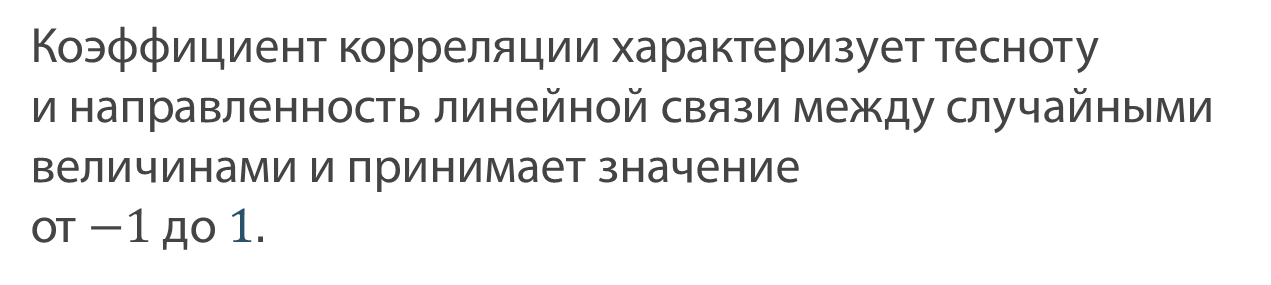 Коэффициент корреляции характеризует тесноту
и направленность линейной связи между случайными
величинами и принимает значение
от −1 до 1.